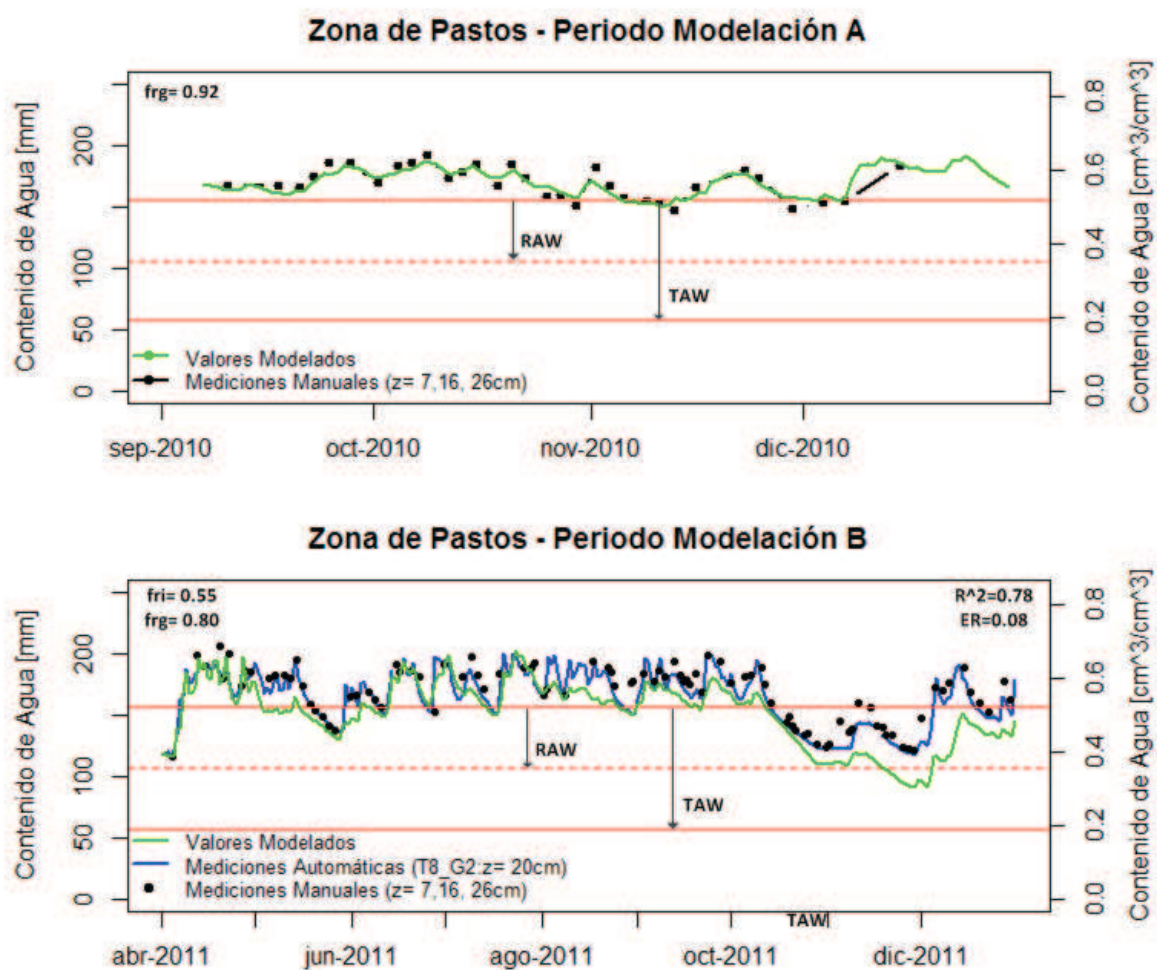 Zona de Pastos - Periodo Modelación A
frg= 0.92
Contenido de Agua [mm]
200
100
50
0
Contenido de Agua [cm^3/cm^3]
0.8
0.6
0.4
0.2
0.0
RAW
TAW
Valores Modelados
Mediciones Manuales (z= 7,16, 26cm)
sep-2010
oct-2010
nov-2010
dic-2010
Zona de Pastos - Periodo Modelación B
fri= 0.55
frg= 0.80
R^2=0.78
ER=0.08
Contenido de Agua [mm]
200
100
50
0
Contenido de Agua [cm^3/cm^3]
0.8
0.6
0.4
0.2
0.0
RAW
TAW
Valores Modelados
Mediciones Automáticas (T8_G2:z= 20cm)
Mediciones Manuales (z= 7,16, 26cm)
TAW
abr-2011
jun-2011
ago-2011
oct-2011
dic-2011